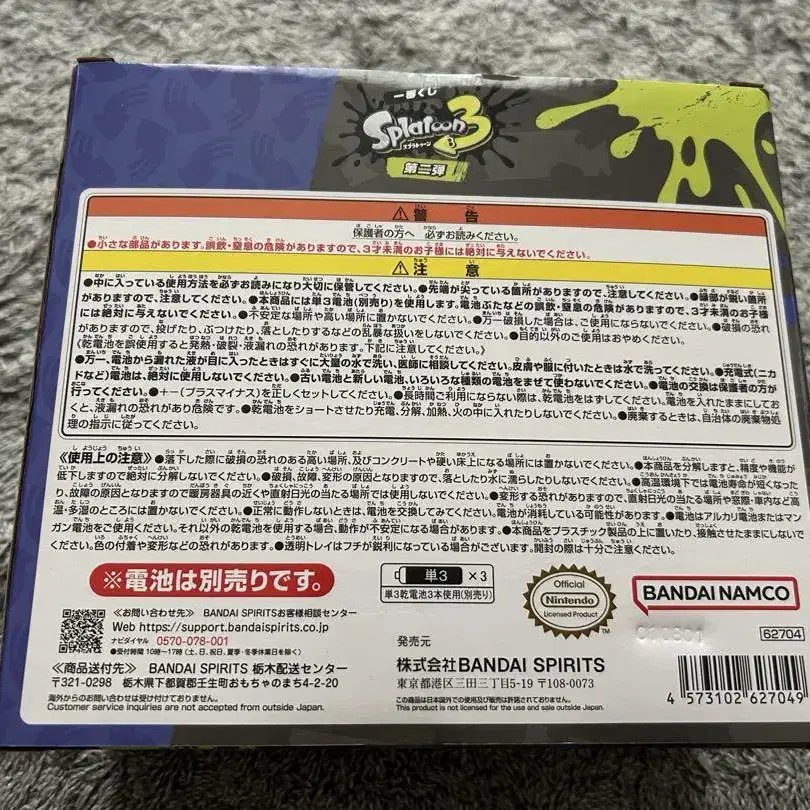 一番くじ
Splatoon 3
スプラトゥーン
第二弾
⚠警 告
保護者の方へ 必ずお読みください。
●小さな部品があります。誤飲・窒息の危険がありますので、3才未満のお子様には絶対に与えないでください。
⚠注 意
●中に入っている使用方法を必ずお読みになり大切に保管してください。●先端が尖っている箇所がありますので、注意してください。●縁部が鋭い箇所
がありますので、注意してください。●本商品には単3電池(別売り)を使用します。電池ぶたなどの誤飲・窒息の危険がありますので、3才未満のお子様
には絶対に与えないでください。●不安定な場所や高い場所に置かないでください。●万一破損した場合は、ご使用にならないでください。●破損の恐れ
がありますので、投げたり、ぶつけたり、落としたりするなどの乱暴な扱いをしないでください。●目的以外のご使用はおやめください。
《乾電池を誤使用すると発熱・破裂・液漏れの恐れがあります。下記に注意してください。》
●万一、電池から漏れた液が目に入ったときはすぐに大量の水で洗い、医師に相談してください。皮膚や服に付いたときは水で洗ってください。●充電式(ニカ
ドなど)電池は、絶対に使用しないでください。●古い電池と新しい電池、いろいろな種類の電池をまぜて使わないでください。●電池の交換は保護者の方が
行ってください。●+-(プラスマイナス)を正しくセットしてください。●長時間ご利用にならない際は、乾電池をはずしてください。電池を入れたままにしてお
くと、液漏れの恐れがあり危険です。●乾電池をショートさせたり充電、分解、加熱、火の中に入れたりしないでください。●廃棄するときは、自治体の廃棄物処
理の指示に従ってください。
《使用上の注意》●落下した際に破損の恐れのある高い場所、及びコンクリートや硬い床上になる場所には置かないでください。●本商品を分解しますと、精度や機能が
低下しますので絶対に分解しないでください。●破損、故障、変形の原因となりますので、落としたり水に濡らしたりしないでください。●高温環境下では電池寿命が短くなった
り、故障の原因となりますので暖房器具の近くや直射日光の当たる場所では使用しないでください。●変形する恐れがありますので、直射日光の当たる場所や窓際・車内など高
温・多湿のところには置かないでください。●正常に動作しないときは、電池を交換してみてください。電池が消耗している可能性があります。●電池はアルカリ電池またはマン
ガン電池をご使用ください。それ以外の乾電池を使用する場合、動作が不安定になる場合があります。●本商品をプラスチック製品の上に置いたり、接触させたままにしない
でください。色の付着や変形などの恐れがあります。●透明トレイはフチが鋭利になっている場合がございます。開封の際は十分ご注意ください。
※電池は別売りです。
単3 ×3
単3乾電池3本使用(別売り)
Official
Nintendo
Licensed Product
BANDAI NAMCO
≪お問い合わせ先≫ BANDAI SPIRITSお客様相談センター
Web https://support.bandaispirits.co.jp
ナビダイヤル 0570-078-001
●受付時間 10時~17時(土、日、祝日、夏季・冬季休業日を除く)
≪商品送付先≫ BANDAI SPIRITS 栃木配送センター
〒321-0298 栃木県下都賀郡壬生町おもちゃのまち4-2-20
海外からのお問い合わせは受け付けておりません。
Customer service inquiries are not accepted from outside Japan.
発売元
株式会社BANDAI SPIRITS
東京都港区三田三丁目5-19 〒108-0073
この商品は日本国外での使用及び販売は許諾されておりません。
This product is not licensed for the use and sale outside Japan.
62704
4 573102 627049